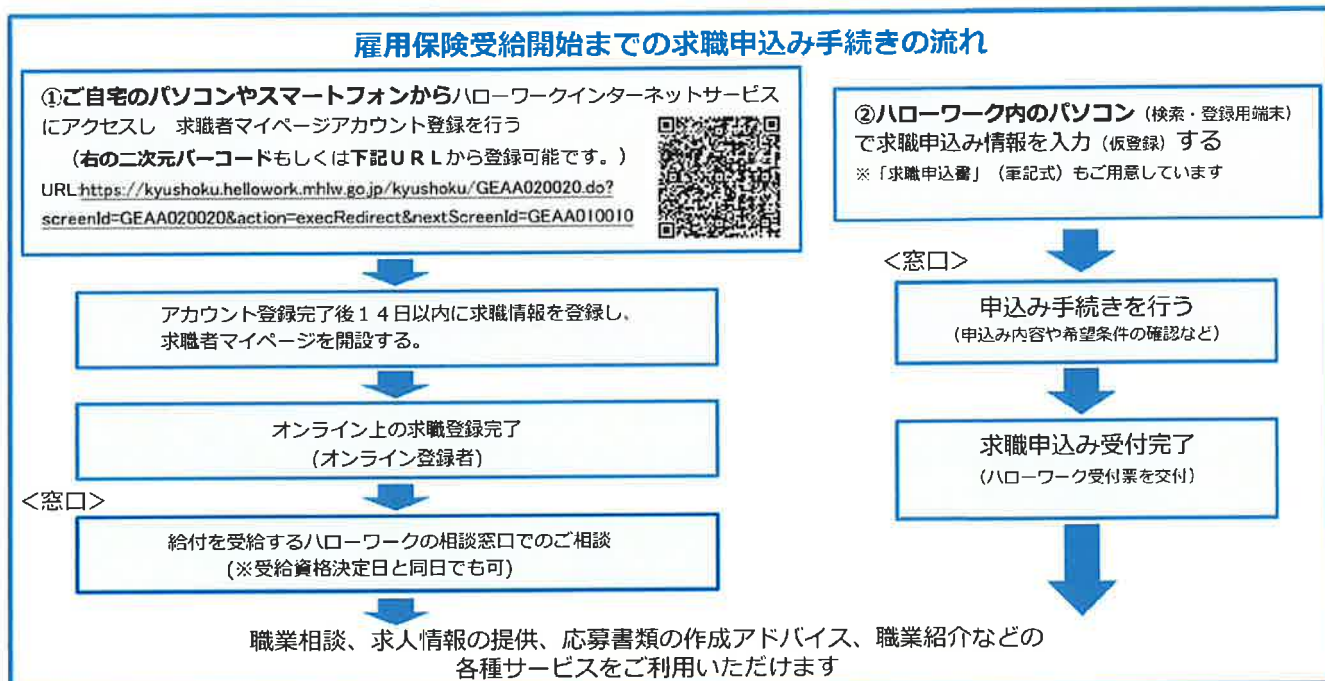 雇用保険受給開始までの求職申込み手続きの流れ
①ご自宅のパソコンやスマートフォンからハローワークインターネットサービス
にアクセスし　求職者マイページアカウント登録を行う
（右の二次元バーコードもしくは下記ＵＲＬから登録可能です。）
URL:https://kyushoku.hellowork.mhlw.go.jp/kyushoku/GEAA020020.do?
screenId=GEAA020020&action=execRedirect&nextScreenId=GEAA010010
アカウント登録完了後１４日以内に求職情報を登録し、
求職者マイページを開設する。
オンライン上の求職登録完了
(オンライン登録者)
＜窓口＞
給付を受給するハローワークの相談窓口でのご相談
(※受給資格決定日と同日でも可)
②ハローワーク内のパソコン（検索・登録用端末）
で求職申込み情報を入力（仮登録）する
※「求職申込書」（筆記式）もご用意しています
＜窓口＞
申込み手続きを行う
（申込み内容や希望条件の確認など）
求職申込み受付完了
（ハローワーク受付票を交付）
職業相談、求人情報の提供、応募書類の作成アドバイス、職業紹介などの
各種サービスをご利用いただけます